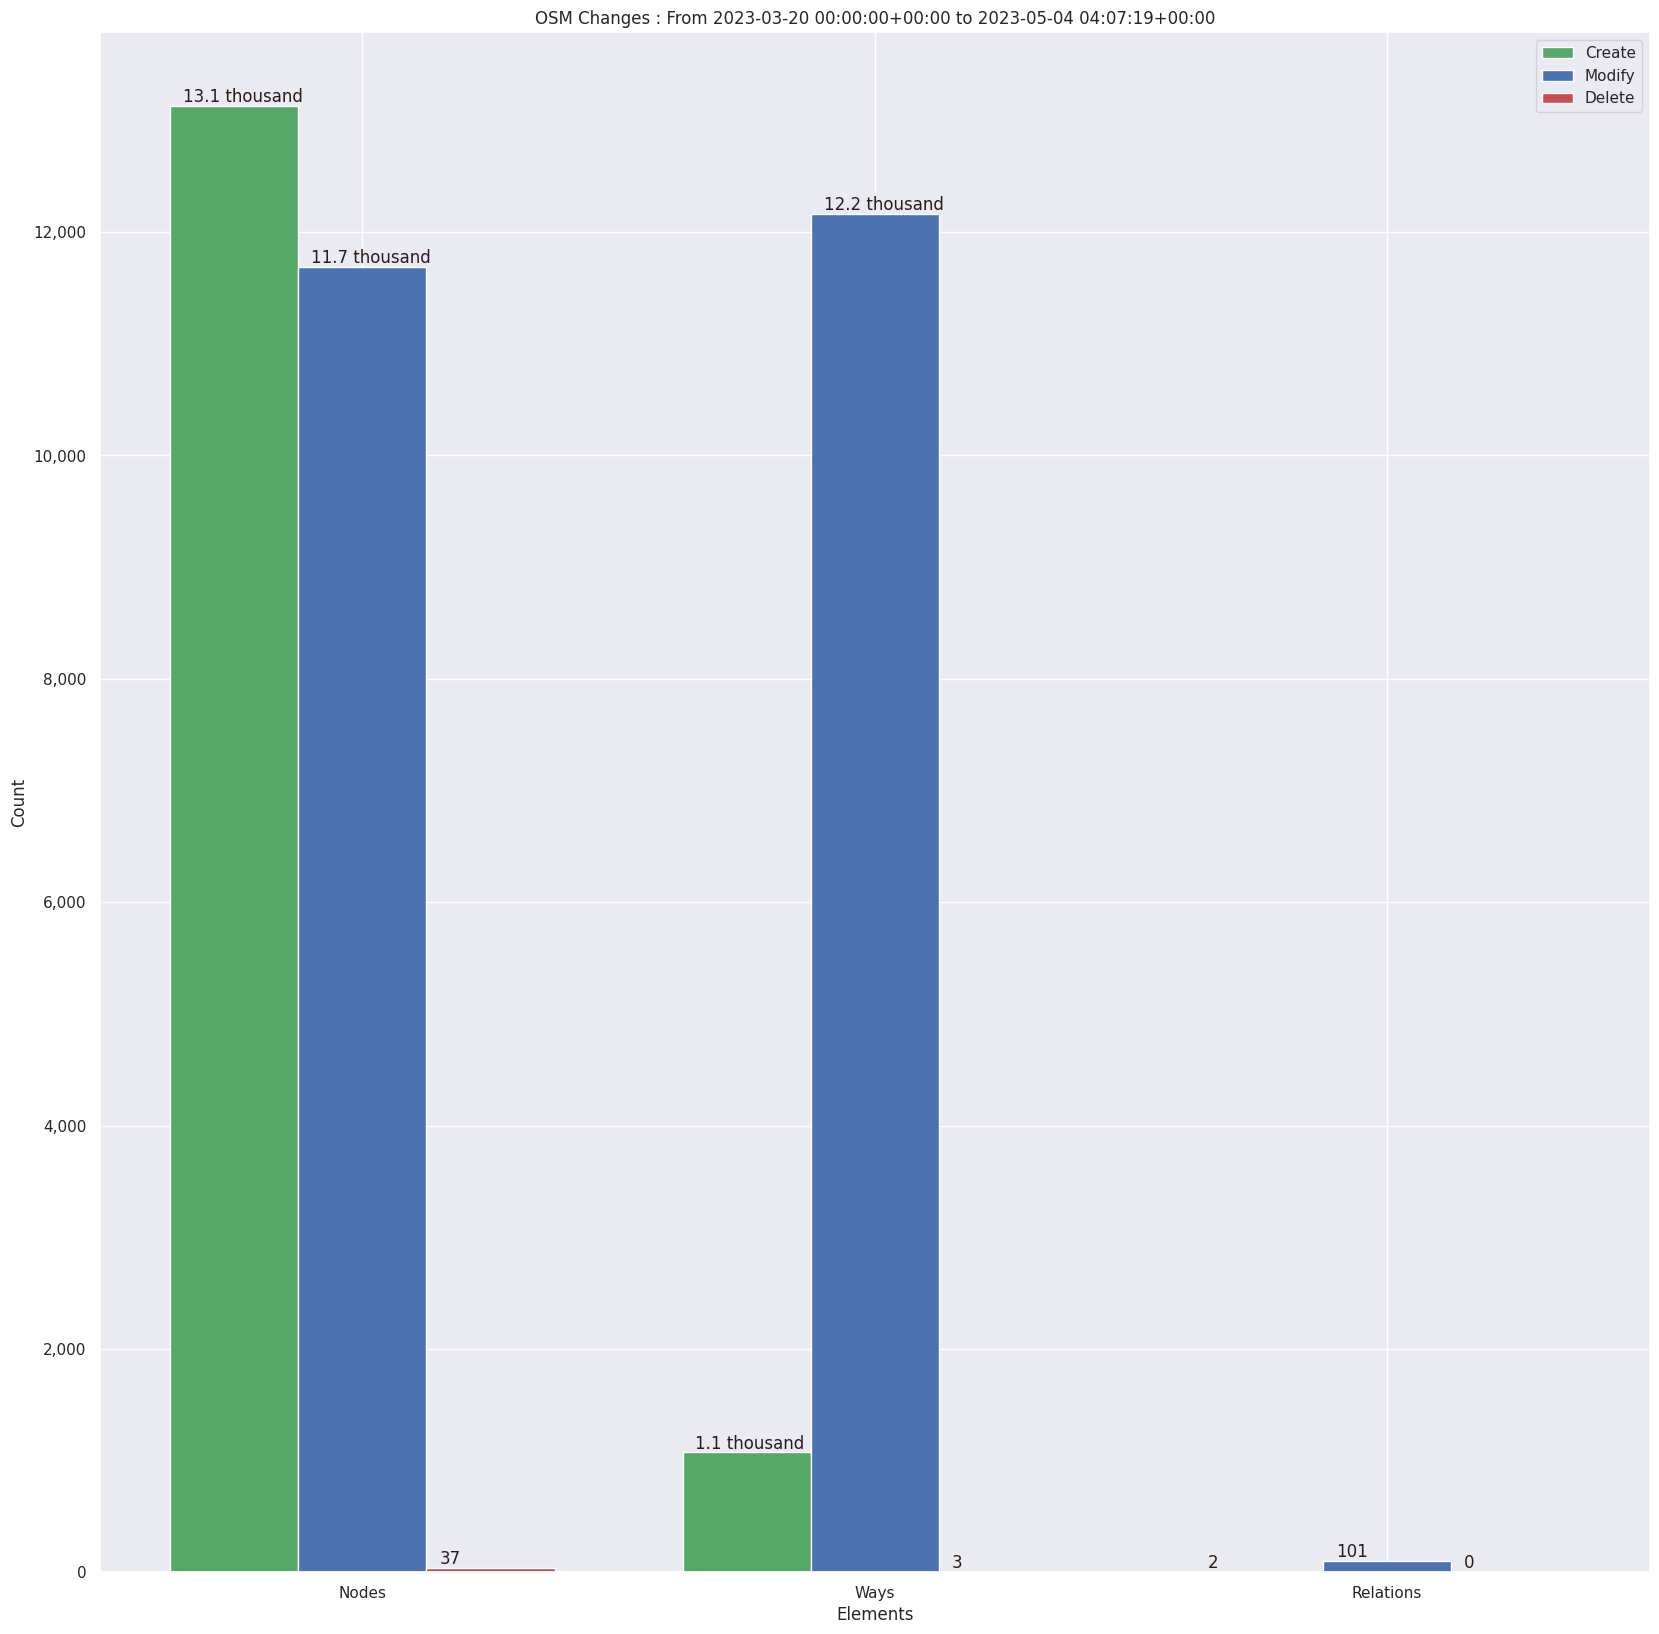 OSM Changes : From 2023-03-20 00:00:00+00:00 to 2023-05-04 04:07:19+00:00
Create
Modify
Delete
13.1 thousand
11.7 thousand
37
1.1 thousand
12.2 thousand
3
2
101
0
12,000
10,000
8,000
6,000
4,000
2,000
0
Count
Nodes
Ways
Relations
Elements